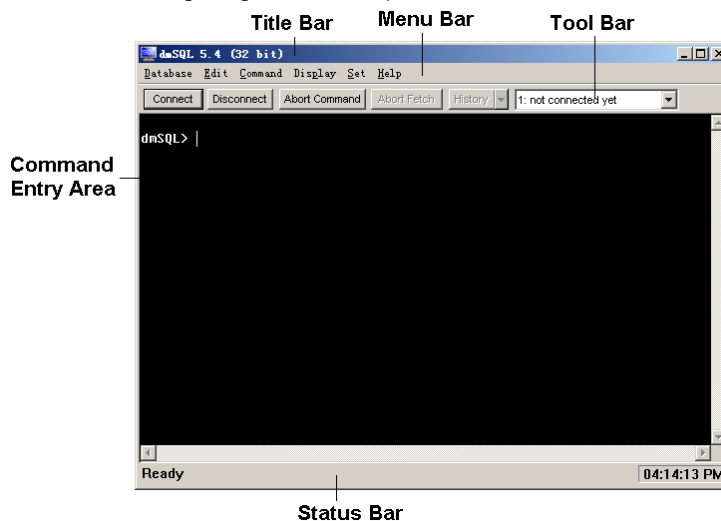 Title Bar
Menu Bar
Tool Bar
dmSQL 5.4 (32 bit)
Database Edit Command Display Set Help
Connect Disconnect Abort Command Abort Fetch History 1: not connected yet
dmSQL>
Command
Entry Area
Ready
04:14:13 PM
Status Bar